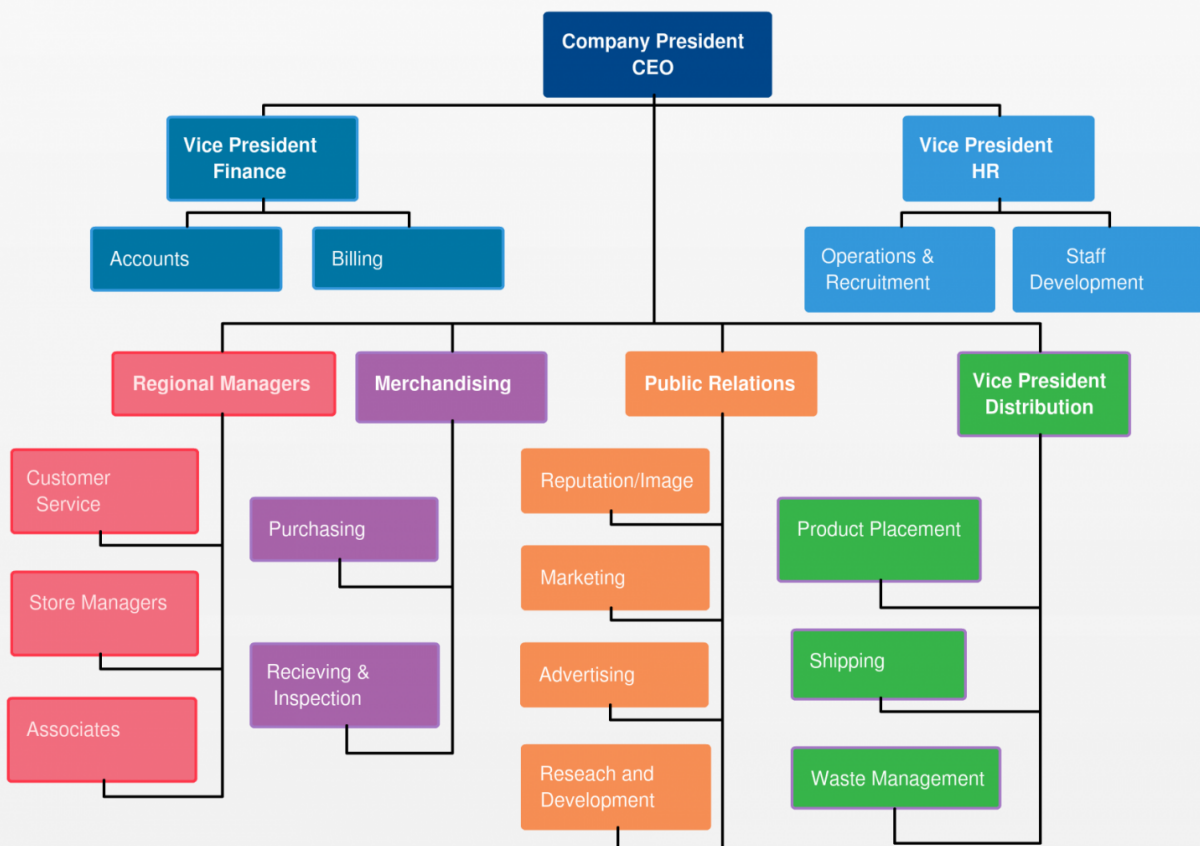 Company President
CEO
Vice President
Finance
Vice President
HR
Accounts
Billing
Operations &
Recruitment
Staff
Development
Regional Managers
Merchandising
Public Relations
Vice President
Distribution
Customer
Service
Store Managers
Associates
Purchasing
Recieving &
Inspection
Reputation/Image
Marketing
Advertising
Reseach and
Development
Product Placement
Shipping
Waste Management